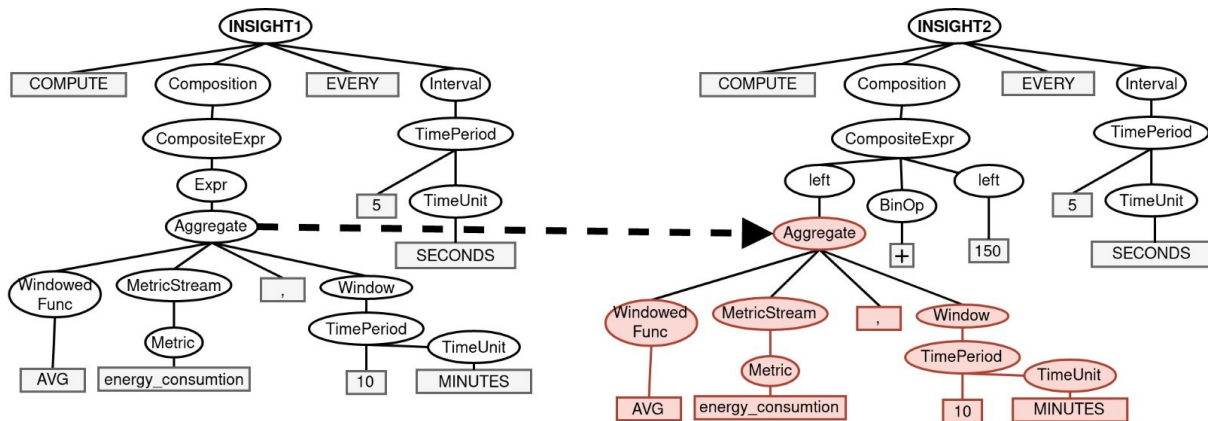 INSIGHT1
COMPUTE
Composition
EVERY
Interval
CompositeExpr
TimePeriod
Expr
5
TimeUnit
Aggregate
SECONDS
Windowed
Func
MetricStream
,
Window
TimePeriod
Metric
TimeUnit
AVG
energy_consumtion
10
MINUTES
INSIGHT2
COMPUTE
Composition
EVERY
Interval
CompositeExpr
TimePeriod
left
BinOp
left
5
TimeUnit
Aggregate
+
150
SECONDS
Windowed
Func
MetricStream
,
Window
TimePeriod
Metric
TimeUnit
AVG
energy_consumtion
10
MINUTES